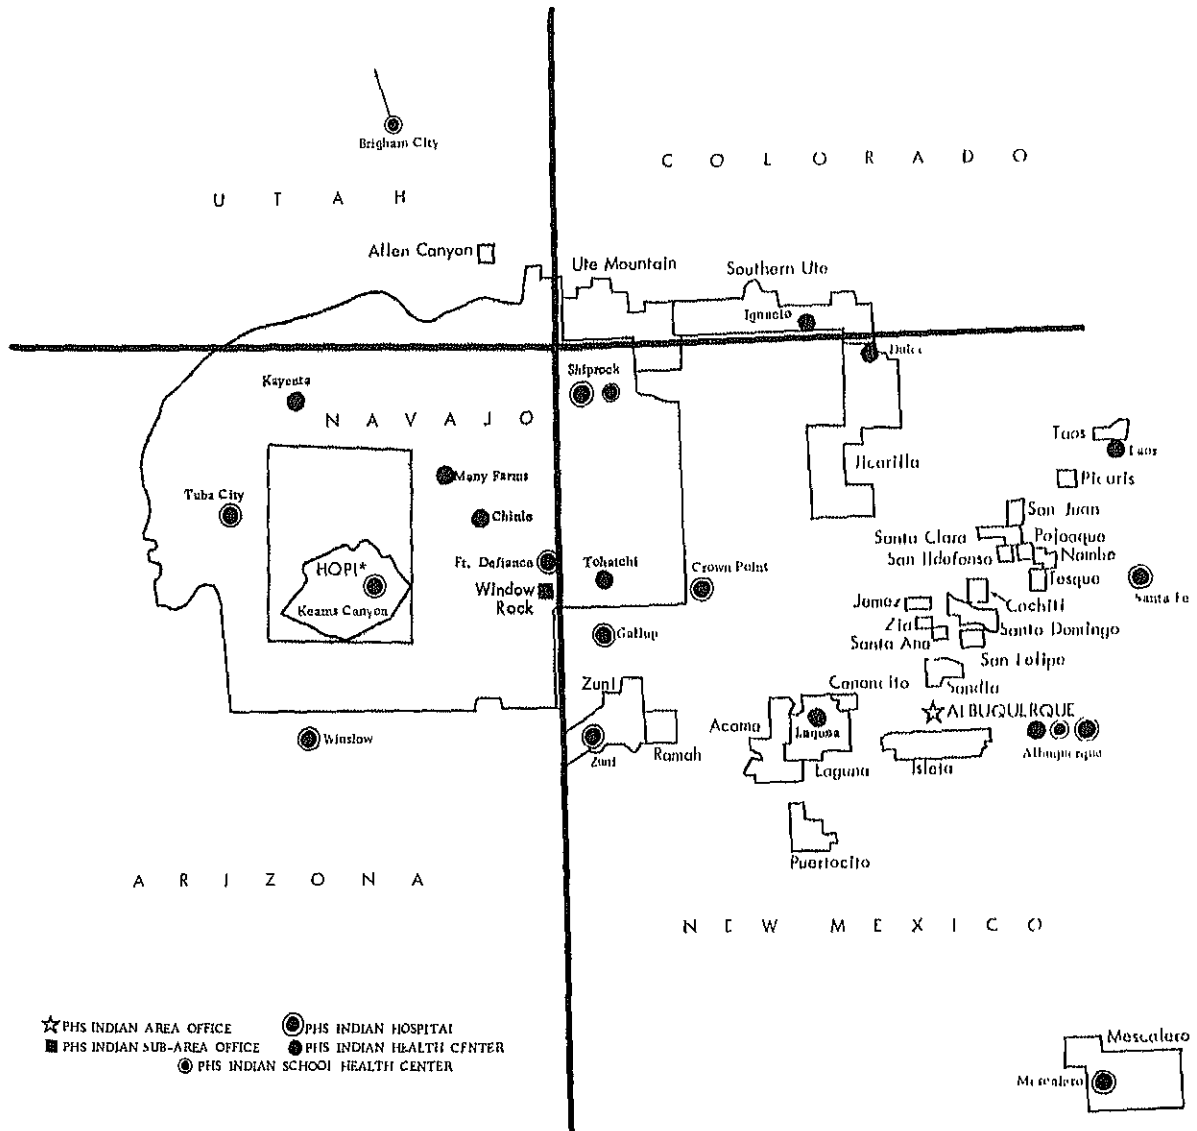 Brigham City
COLORADO
UTAH
Allen Canyon
Ute Mountain
Southern Ute
Ignacio
Dulce
Shiprock
Kayenta
NAVAJO
Taos
Taos
Jicarilla
Many Farms
Picuris
Tuba City
San Juan
Chinle
Santa Clara
Pojoaque
San Ildefonso
Nambe
Ft. Defiance
Tohatchi
Crown Point
HOPI*
Tesque
Window
Rock
Santa Fe
Keams Canyon
Jemez
Cochiti
Zia
Santo Domingo
Gallup
Santa Ana
San Felipe
Zuni
Canoncito
Sandia
ALBUQUERQUE
Acoma
Laguna
Winslow
Zuni
Ramah
Albuquerque
Laguna
Isleta
Puertocito
ARIZONA
NEW MEXICO
PHS INDIAN AREA OFFICE
PHS INDIAN HOSPITAL
PHS INDIAN SUB-AREA OFFICE
PHS INDIAN HEALTH CENTER
PHS INDIAN SCHOOL HEALTH CENTER
Mescalero
Mescalero